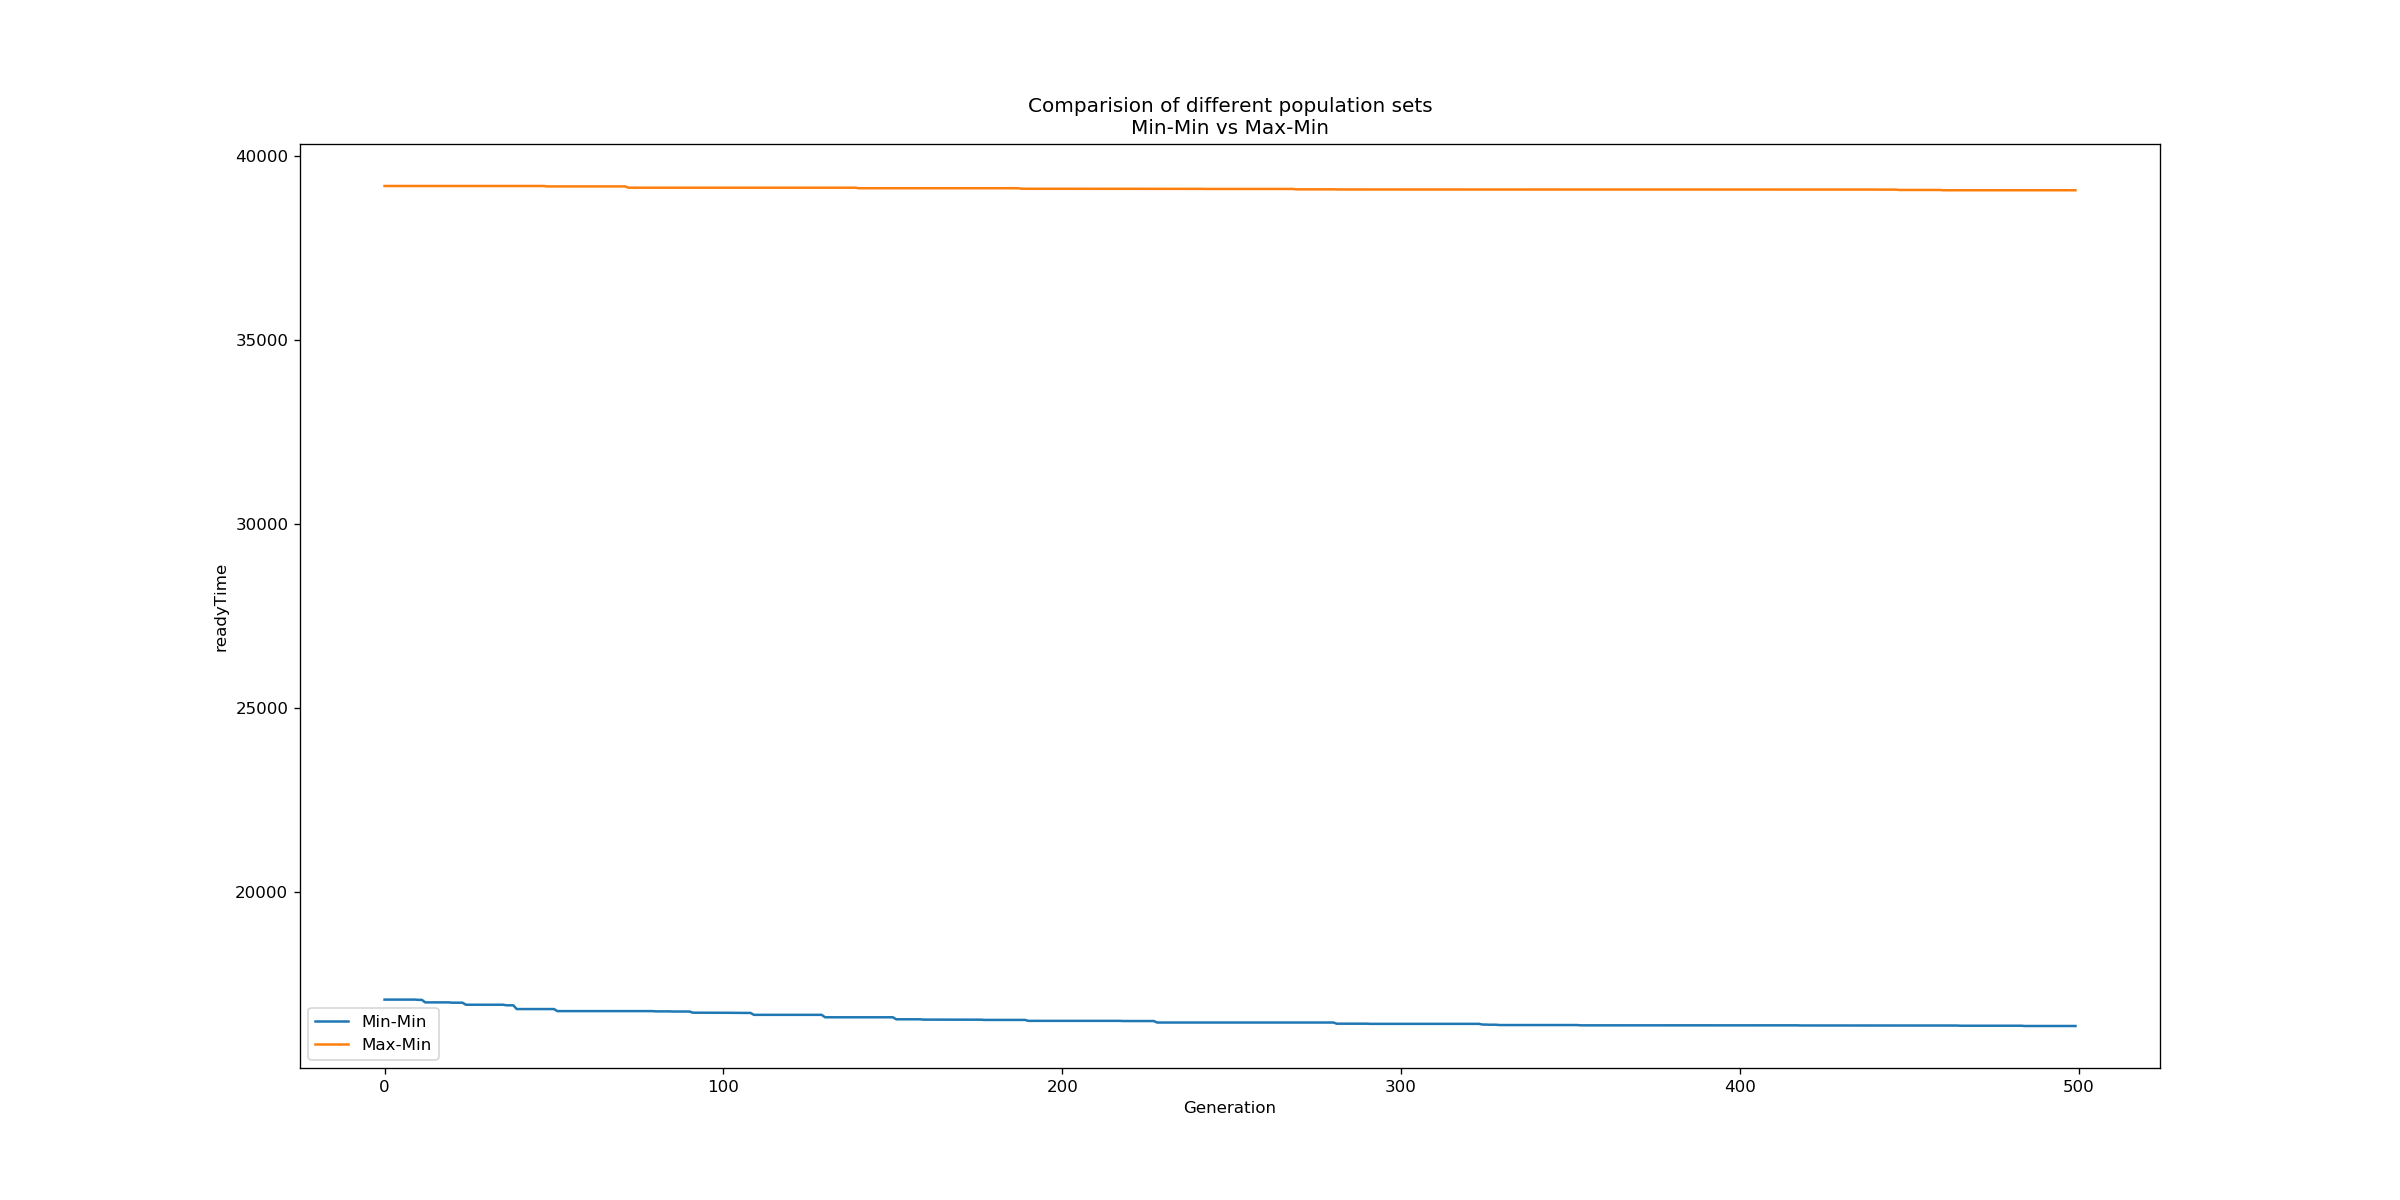 Comparision of different population sets
Min-Min vs Max-Min
40000
35000
30000
25000
20000
readyTime
Min-Min
Max-Min
0 100 200 300 400 500
Generation